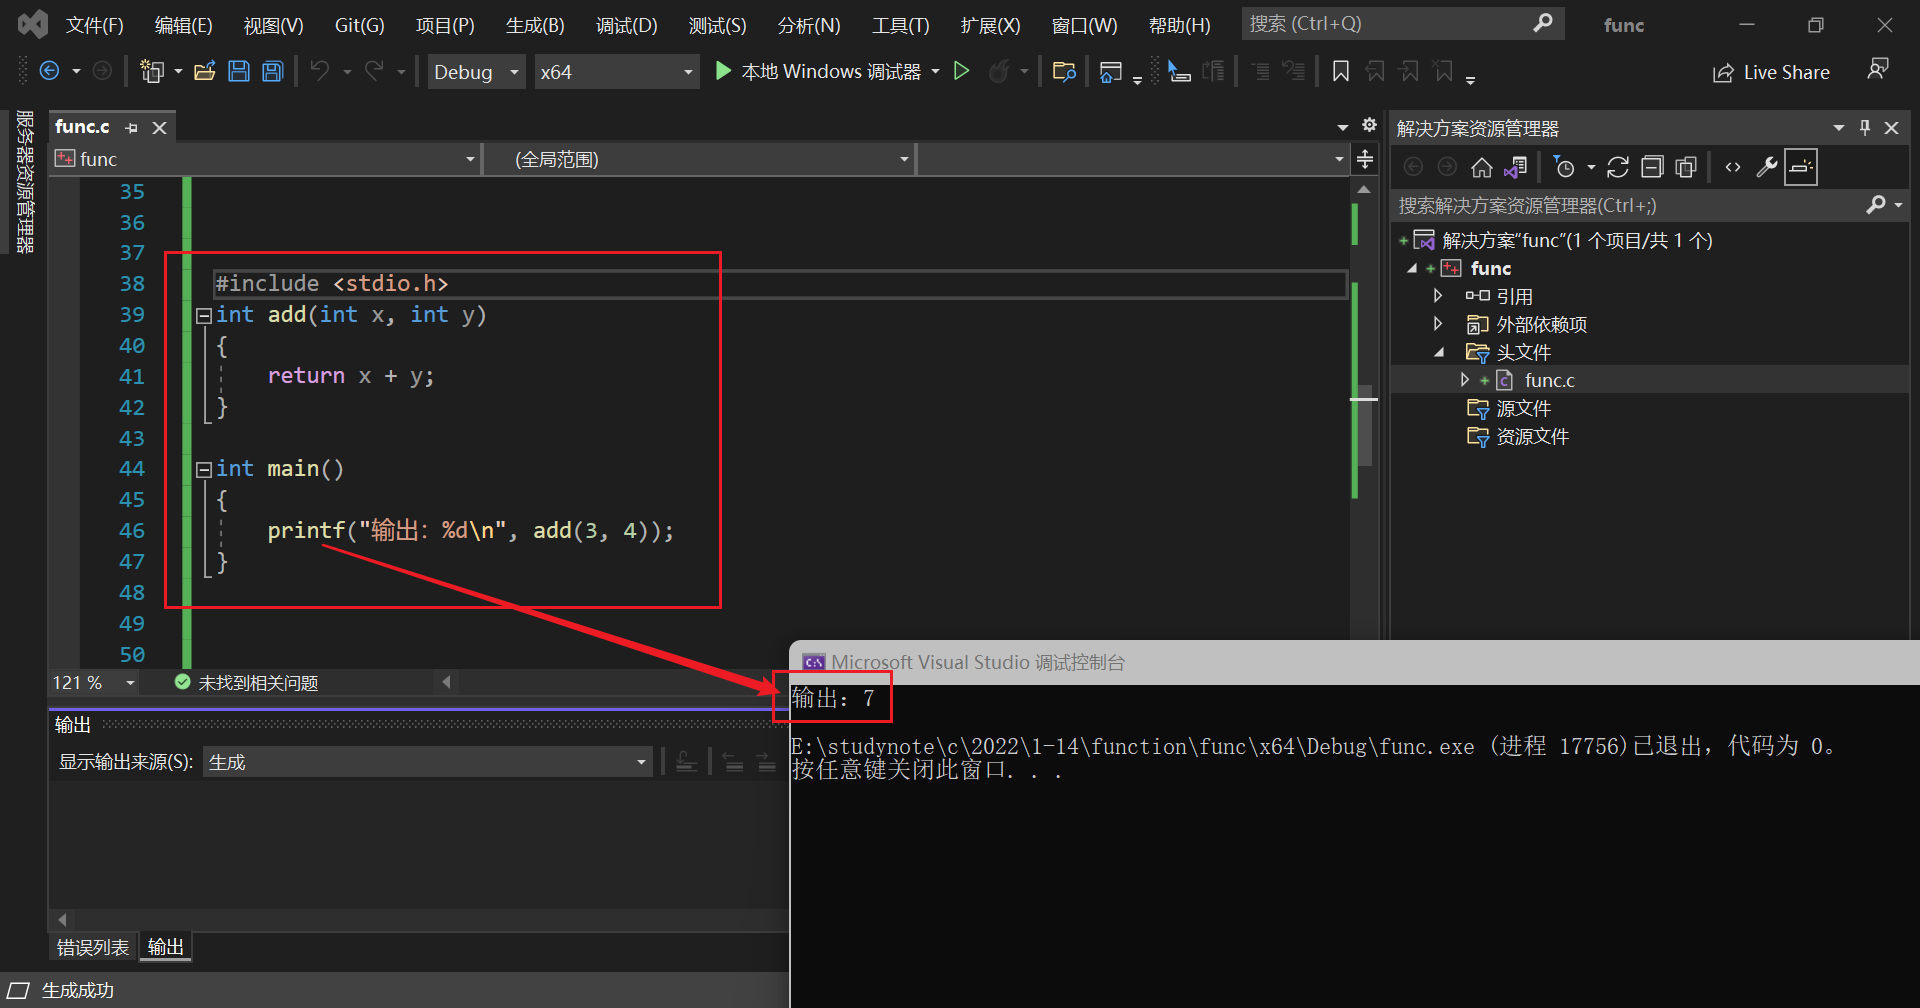 文件(F) 编辑(E) 视图(V) Git(G) 项目(P) 生成(B) 调试(D) 测试(S) 分析(N) 工具(T) 扩展(X) 窗口(W) 帮助(H) 搜索 (Ctrl+Q) func
Debug x64 本地 Windows 调试器 Live Share
服务器资源管理器
func.c
func (全局范围)
35
36
37
38 #include <stdio.h>
39 int add(int x, int y)
40 {
41 return x + y;
42 }
43
44 int main()
45 {
46 printf("输出: %d\n", add(3, 4));
47 }
48
49
50
121 % 未找到相关问题
输出
显示输出来源(S): 生成
错误列表 输出
生成成功
解决方案资源管理器
搜索解决方案资源管理器(Ctrl+;)
解决方案“func”(1 个项目/共 1 个)
func
引用
外部依赖项
头文件
func.c
源文件
资源文件
Microsoft Visual Studio 调试控制台
输出: 7
E:\studynote\c\2022\1-14\function\func\x64\Debug\func.exe (进程 17756)已退出，代码为 0。
按任意键关闭此窗口. . .